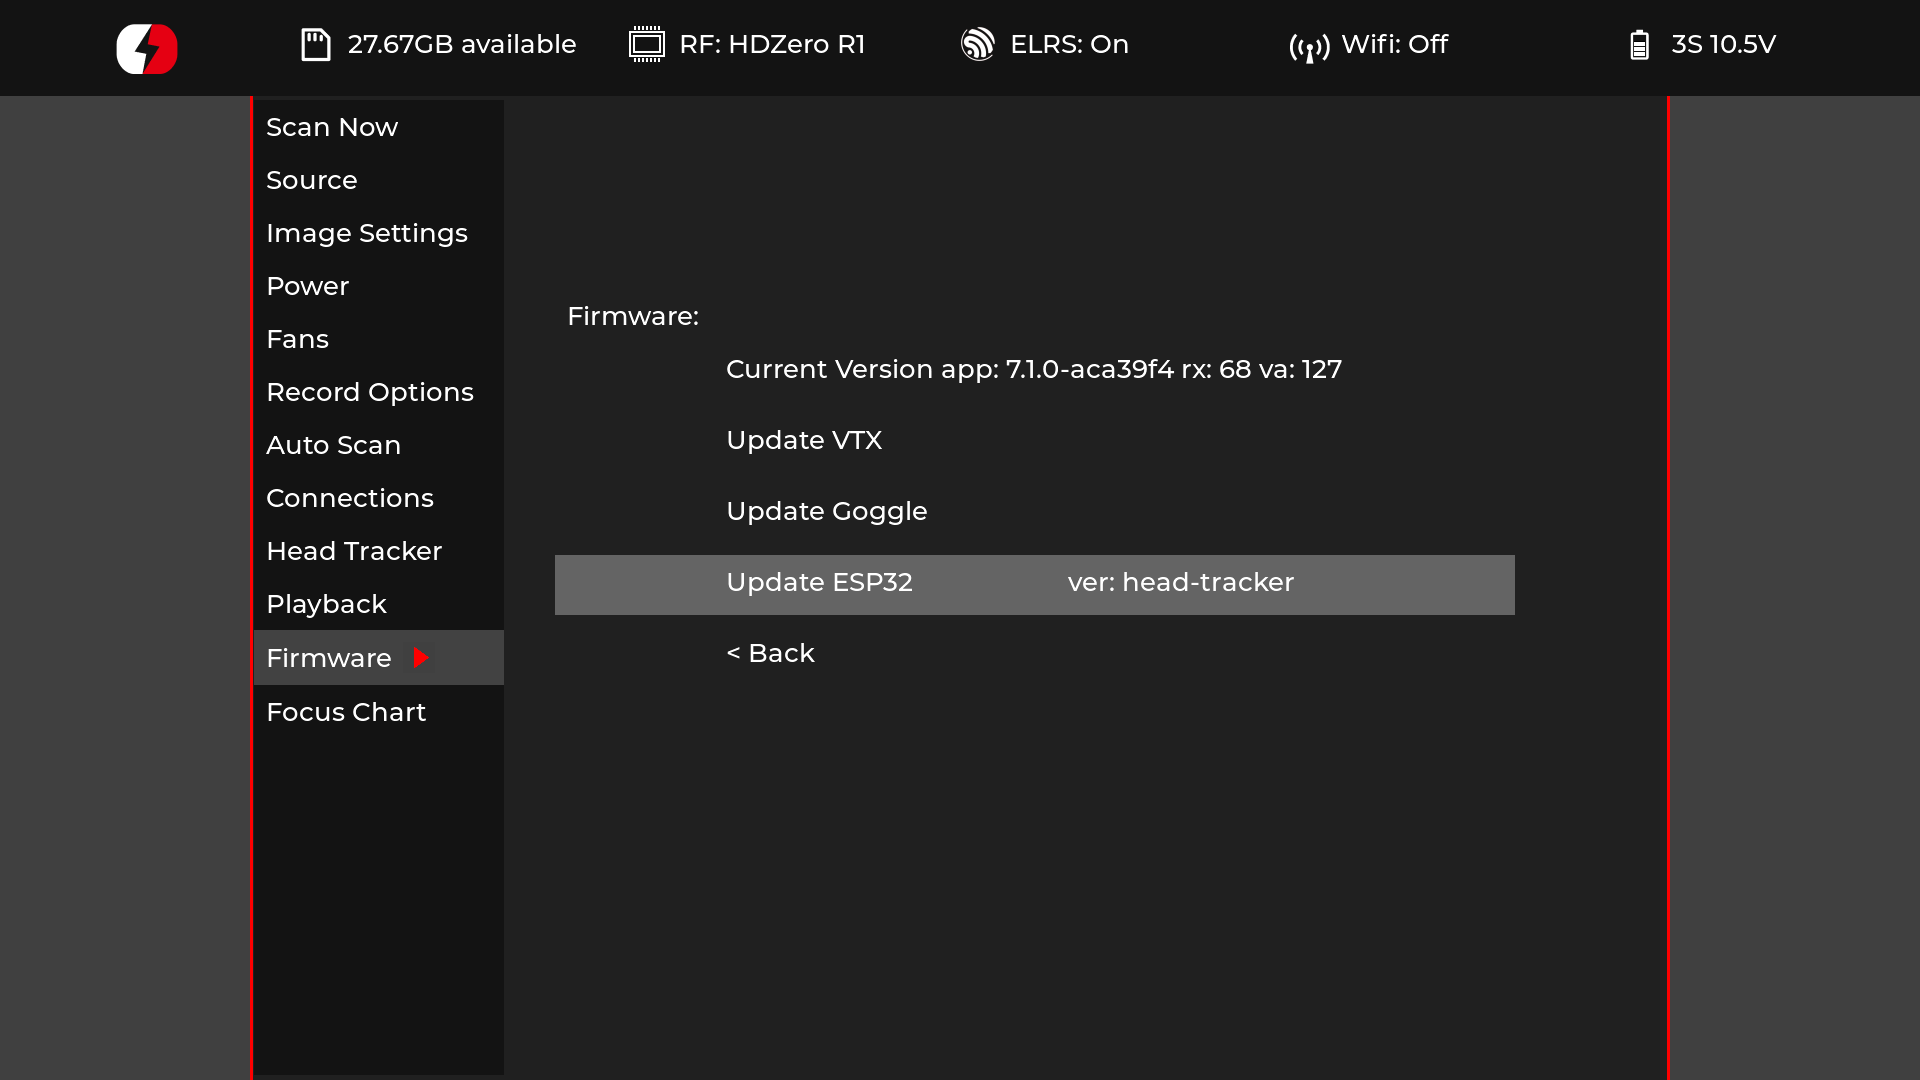 27.67GB available
RF: HDZero R1
ELRS: On
Wifi: Off
3S 10.5V
Scan Now
Source
Image Settings
Power
Fans
Record Options
Auto Scan
Connections
Head Tracker
Playback
Firmware
Focus Chart
Firmware:
Current Version app: 7.1.0-aca39f4 rx: 68 va: 127
Update VTX
Update Goggle
Update ESP32 ver: head-tracker
< Back